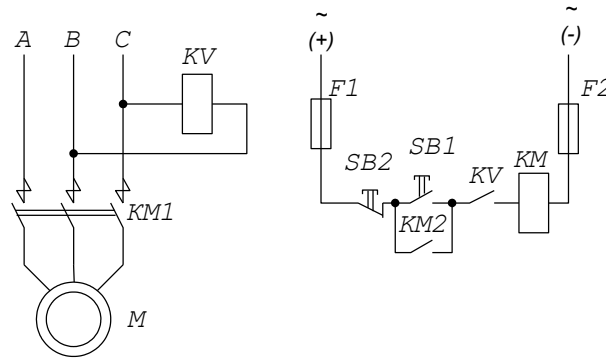 A B C
KV
KM1
M
~ ~
(+) (-)
F1 F2
SB2 SB1 KV KM
KM2